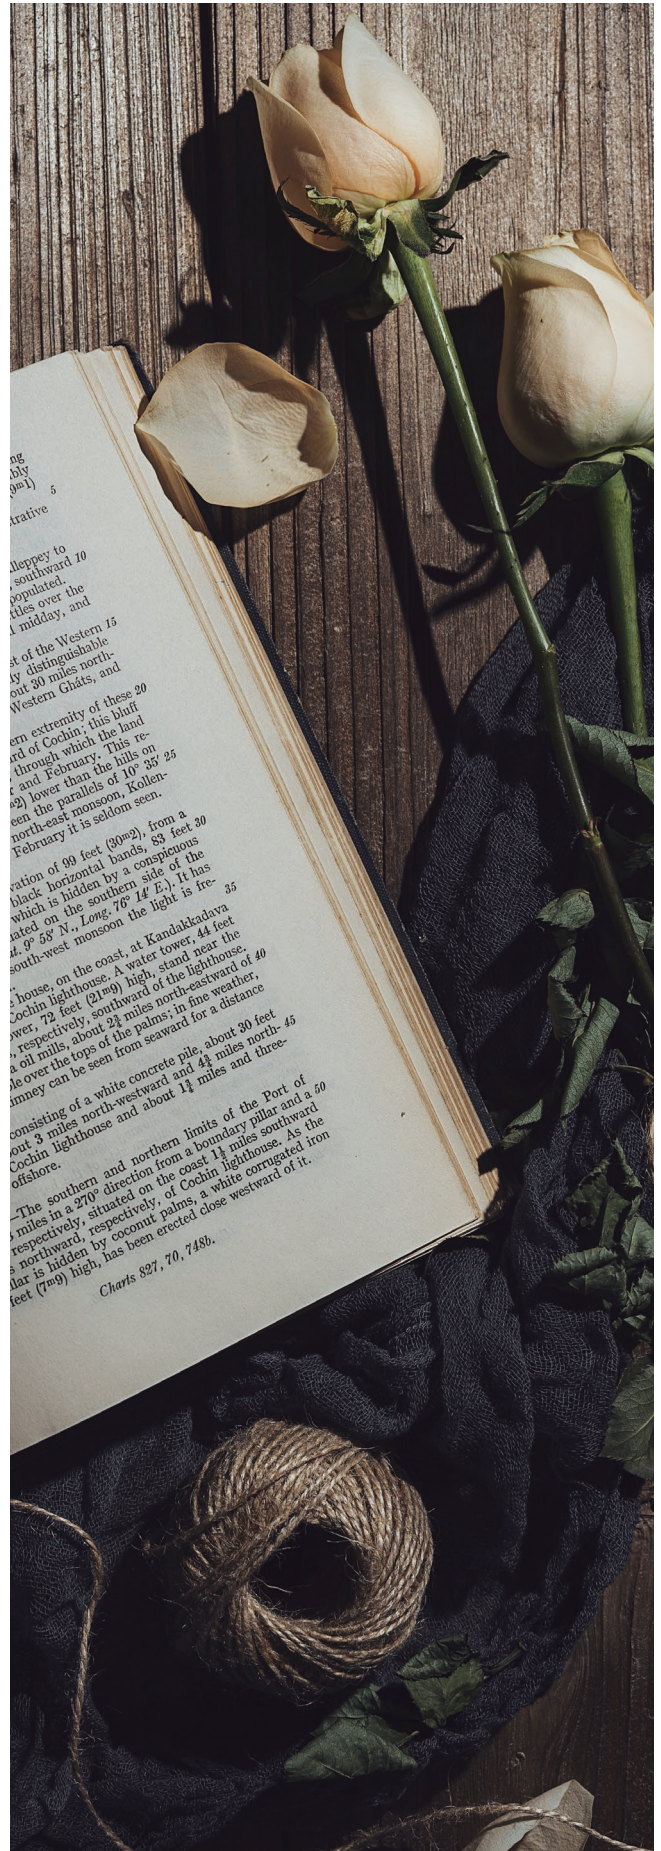 ng
bly
9m1)
5
trative
lleppey to
, southward 10
populated.
ttles over the
l midday, and
st of the Western 15
ly distinguishable
out 30 miles north-
Western Ghâts, and
ern extremity of these 20
rd of Cochin; this bluff
through which the land
r and February. This re-
m2) lower than the hills on
een the parallels of 10° 35′ 25
north-east monsoon, Kollen-
February it is seldom seen.
vation of 99 feet (30m2), from a
black horizontal bands, 83 feet 30
which is hidden by a conspicuous
uated on the southern side of the
at. 9° 58′ N., Long. 76° 14′ E.). It has
south-west monsoon the light is fre- 35
e house, on the coast, at Kandakkadava
Cochin lighthouse. A water tower, 44 feet
ower, 72 feet (21m9) high, stand near the
, respectively, southward of the lighthouse.
a oil mills, about 2¾ miles north-eastward of 40
le over the tops of the palms; in fine weather,
imney can be seen from seaward for a distance
consisting of a white concrete pile, about 30 feet
out 3 miles north-westward and 4¾ miles north- 45
Cochin lighthouse and about 1¾ miles and three-
offshore.
—The southern and northern limits of the Port of
miles in a 270° direction from a boundary pillar and a 50
respectively, situated on the coast 1½ miles southward
s northward, respectively, of Cochin lighthouse. As the
llar is hidden by coconut palms, a white corrugated iron
feet (7m9) high, has been erected close westward of it.
Charts 827, 70, 748b.